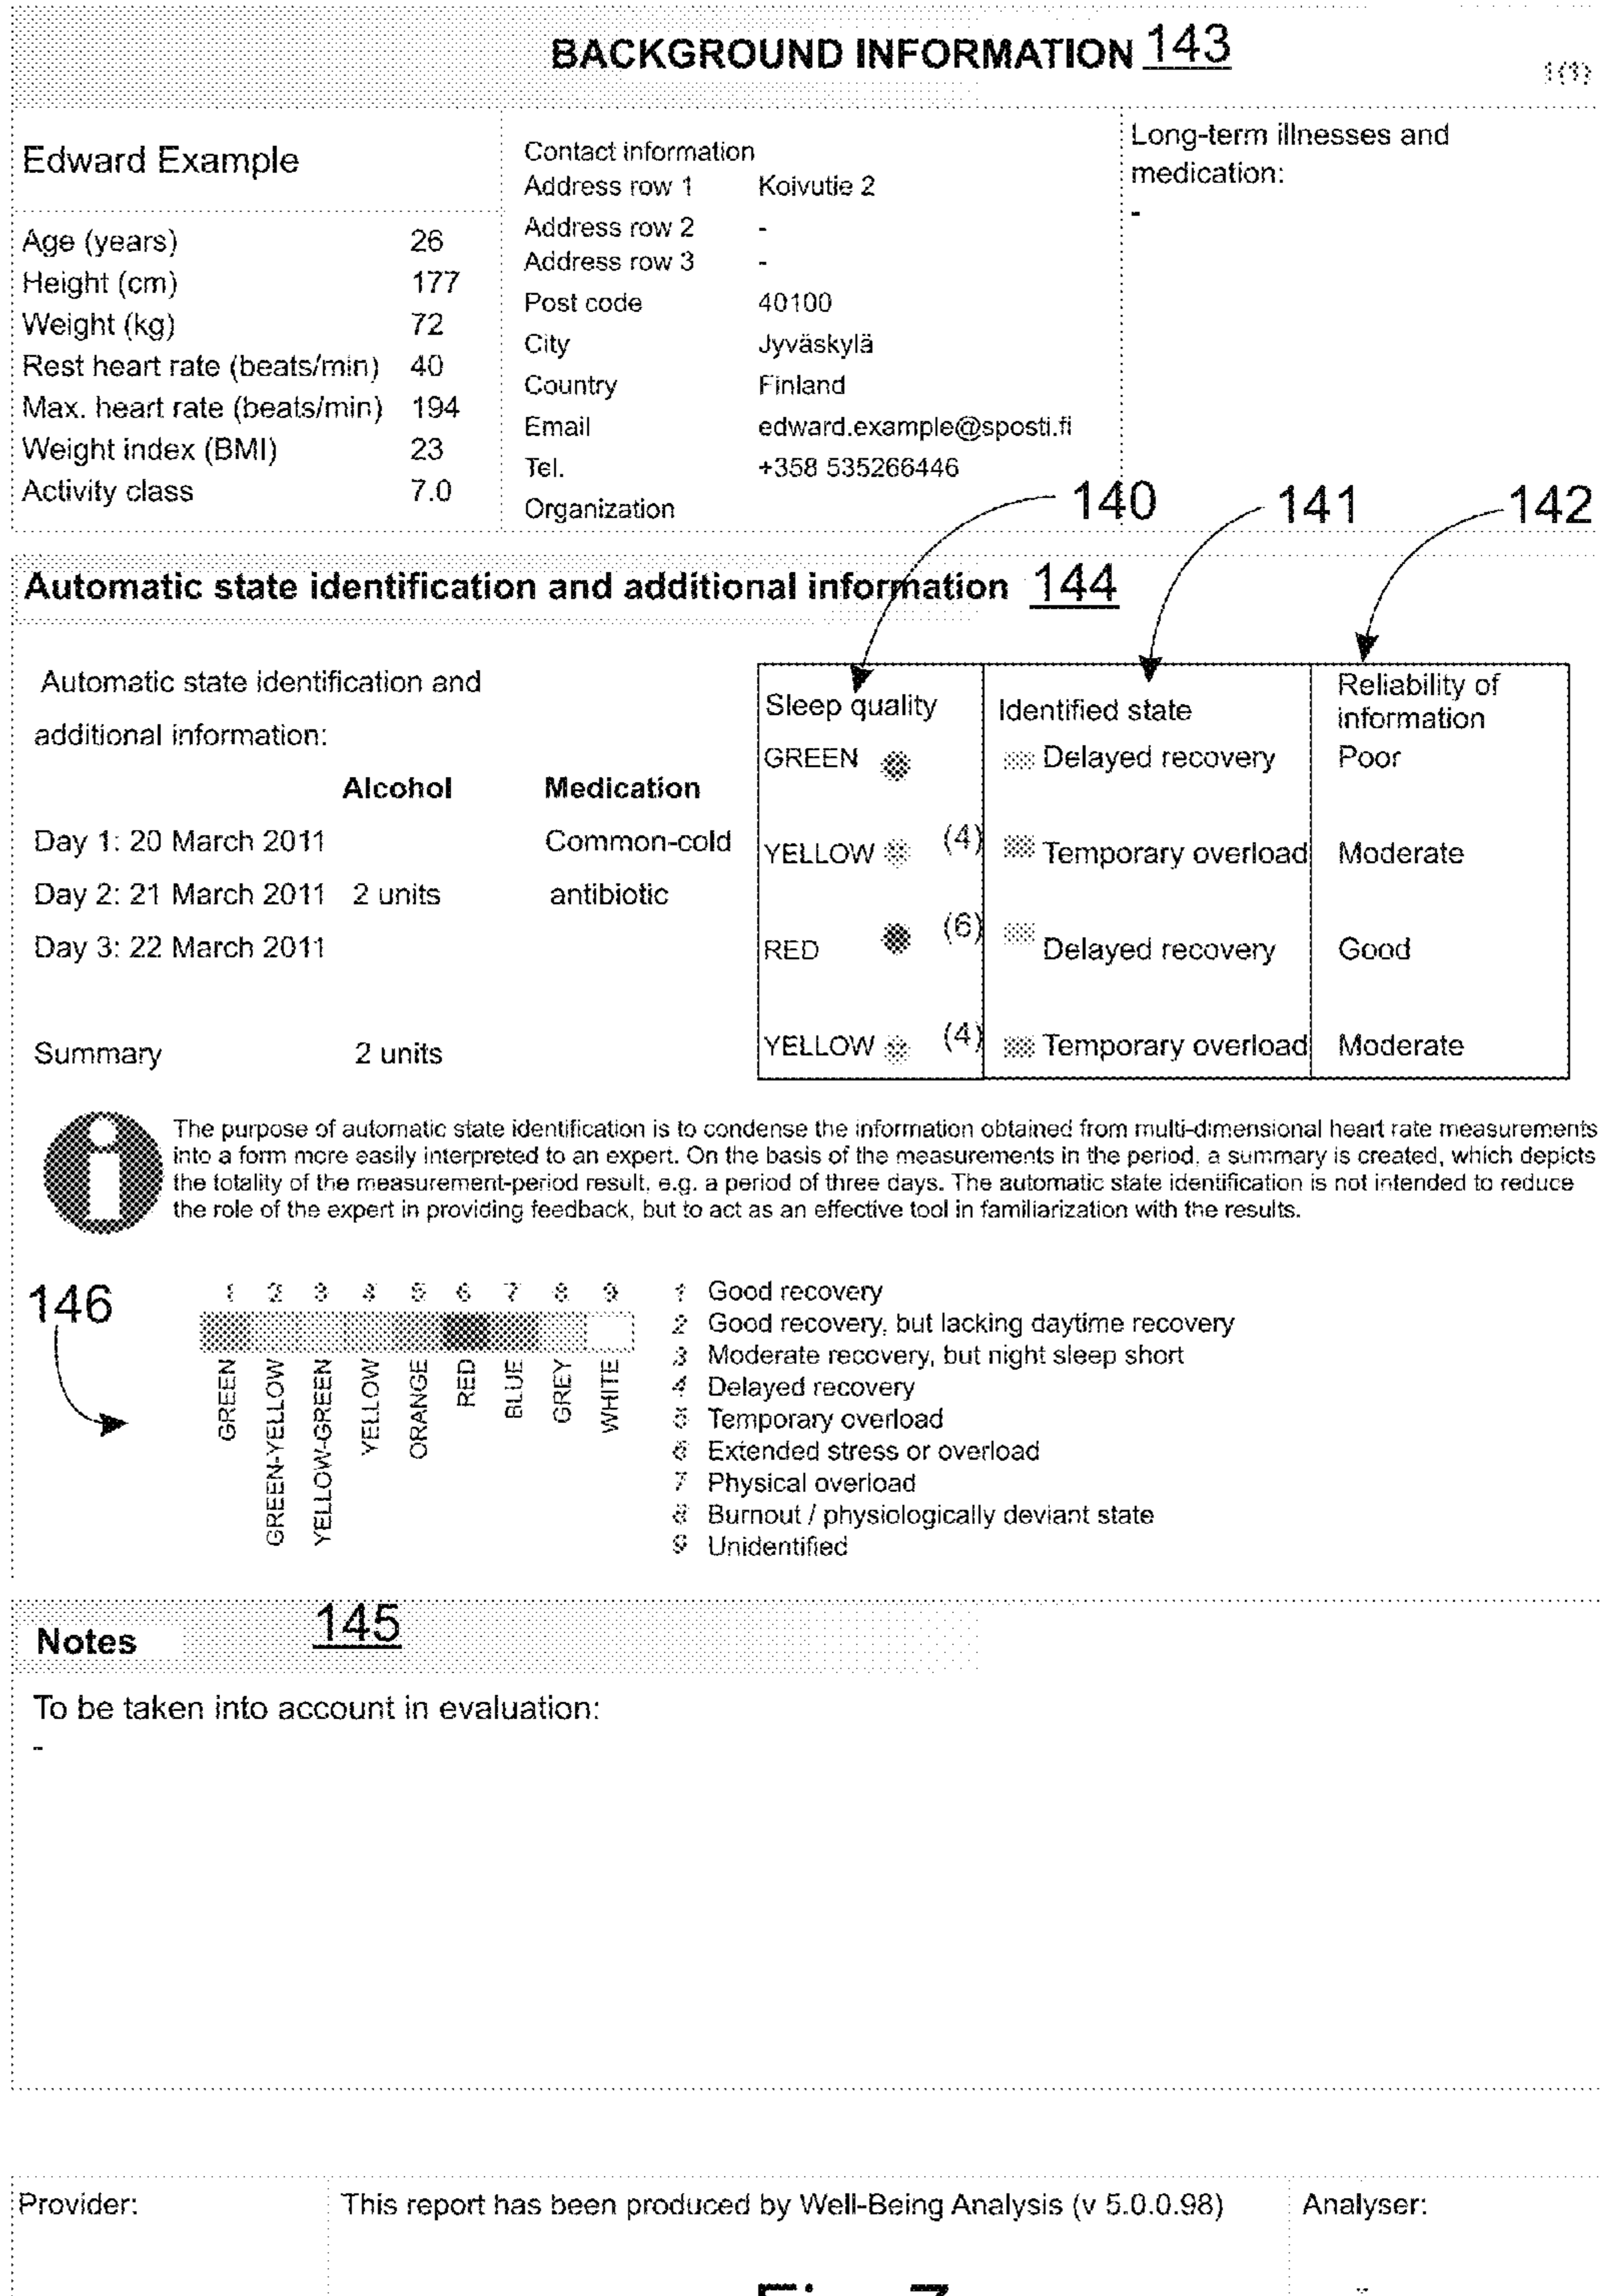 BACKGROUND INFORMATION 143
1(1)
Edward Example
Age (years) 26
Height (cm) 177
Weight (kg) 72
Rest heart rate (beats/min) 40
Max. heart rate (beats/min) 194
Weight index (BMI) 23
Activity class 7.0
Contact information
Address row 1 Koivutie 2
Address row 2 -
Address row 3 -
Post code 40100
City Jyväskylä
Country Finland
Email edward.example@sposti.fi
Tel. +358 535266446
Organization
Long-term illnesses and
medication:
-
140 141 142
Automatic state identification and additional information 144
Automatic state identification and
additional information:
Alcohol Medication
Day 1: 20 March 2011 Common-cold
Day 2: 21 March 2011 2 units antibiotic
Day 3: 22 March 2011
Summary 2 units
Sleep quality Identified state Reliability of
information
GREEN Delayed recovery Poor
YELLOW (4) Temporary overload Moderate
RED (6) Delayed recovery Good
YELLOW (4) Temporary overload Moderate
The purpose of automatic state identification is to condense the information obtained from multi-dimensional heart rate measurements
into a form more easily interpreted to an expert. On the basis of the measurements in the period, a summary is created, which depicts
the totality of the measurement-period result, e.g. a period of three days. The automatic state identification is not intended to reduce
the role of the expert in providing feedback, but to act as an effective tool in familiarization with the results.
146
1 2 3 4 5 6 7 8 9
GREEN
GREEN-YELLOW
YELLOW-GREEN
YELLOW
ORANGE
RED
BLUE
GREY
WHITE
1 Good recovery
2 Good recovery, but lacking daytime recovery
3 Moderate recovery, but night sleep short
4 Delayed recovery
5 Temporary overload
6 Extended stress or overload
7 Physical overload
8 Burnout / physiologically deviant state
9 Unidentified
Notes 145
To be taken into account in evaluation:
-
Provider:
This report has been produced by Well-Being Analysis (v 5.0.0.98)
Analyser: